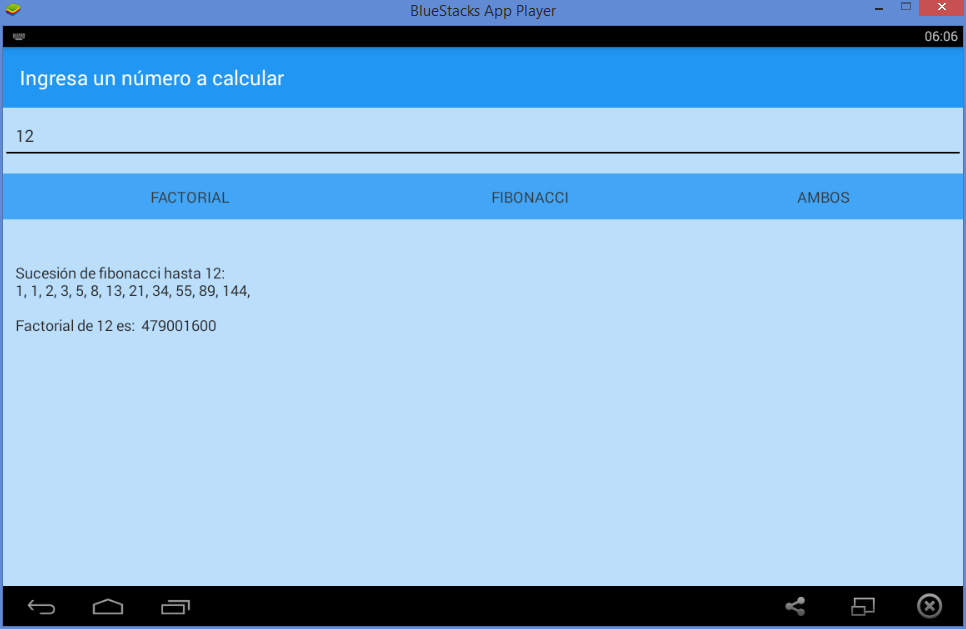 BlueStacks App Player
06:06
Ingresa un número a calcular
12
FACTORIAL FIBONACCI AMBOS
Sucesión de fibonacci hasta 12:
1, 1, 2, 3, 5, 8, 13, 21, 34, 55, 89, 144,
Factorial de 12 es: 479001600